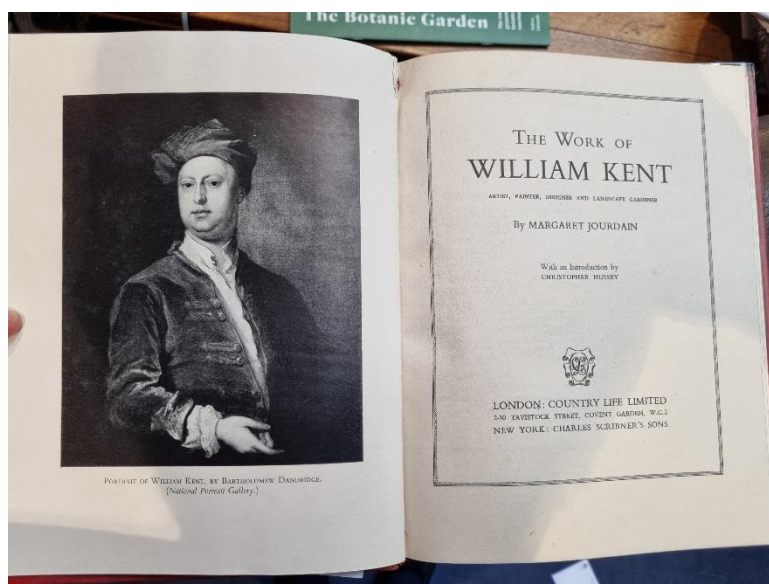 The Botanic Garden
PORTRAIT OF WILLIAM KENT, BY BARTHOLOMEW DANDRIDGE.
(National Portrait Gallery.)
THE WORK OF
WILLIAM KENT
ARTIST, PAINTER, DESIGNER AND LANDSCAPE GARDENER
By MARGARET JOURDAIN
With an Introduction by
CHRISTOPHER HUSSEY
LONDON: COUNTRY LIFE LIMITED
2-10 TAVISTOCK STREET, COVENT GARDEN, W.C.2
NEW YORK: CHARLES SCRIBNER'S SONS